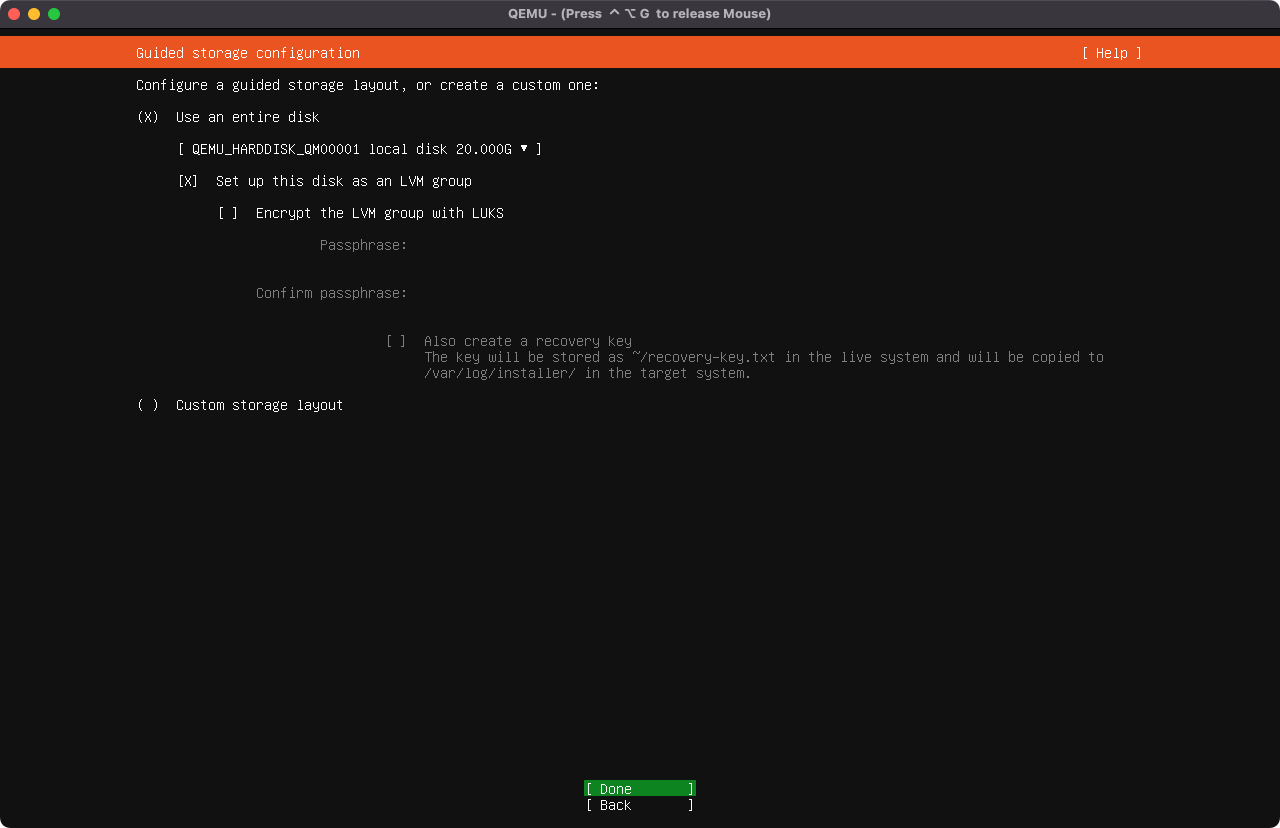 QEMU - (Press ⌃⌥G to release Mouse)
Guided storage configuration [ Help ]
Configure a guided storage layout, or create a custom one:
(X) Use an entire disk
[ QEMU_HARDDISK_QM00001 local disk 20.000G ▾ ]
[X] Set up this disk as an LVM group
[ ] Encrypt the LVM group with LUKS
Passphrase:
Confirm passphrase:
[ ] Also create a recovery key
The key will be stored as ~/recovery-key.txt in the live system and will be copied to
/var/log/installer/ in the target system.
( ) Custom storage layout
[ Done ]
[ Back ]